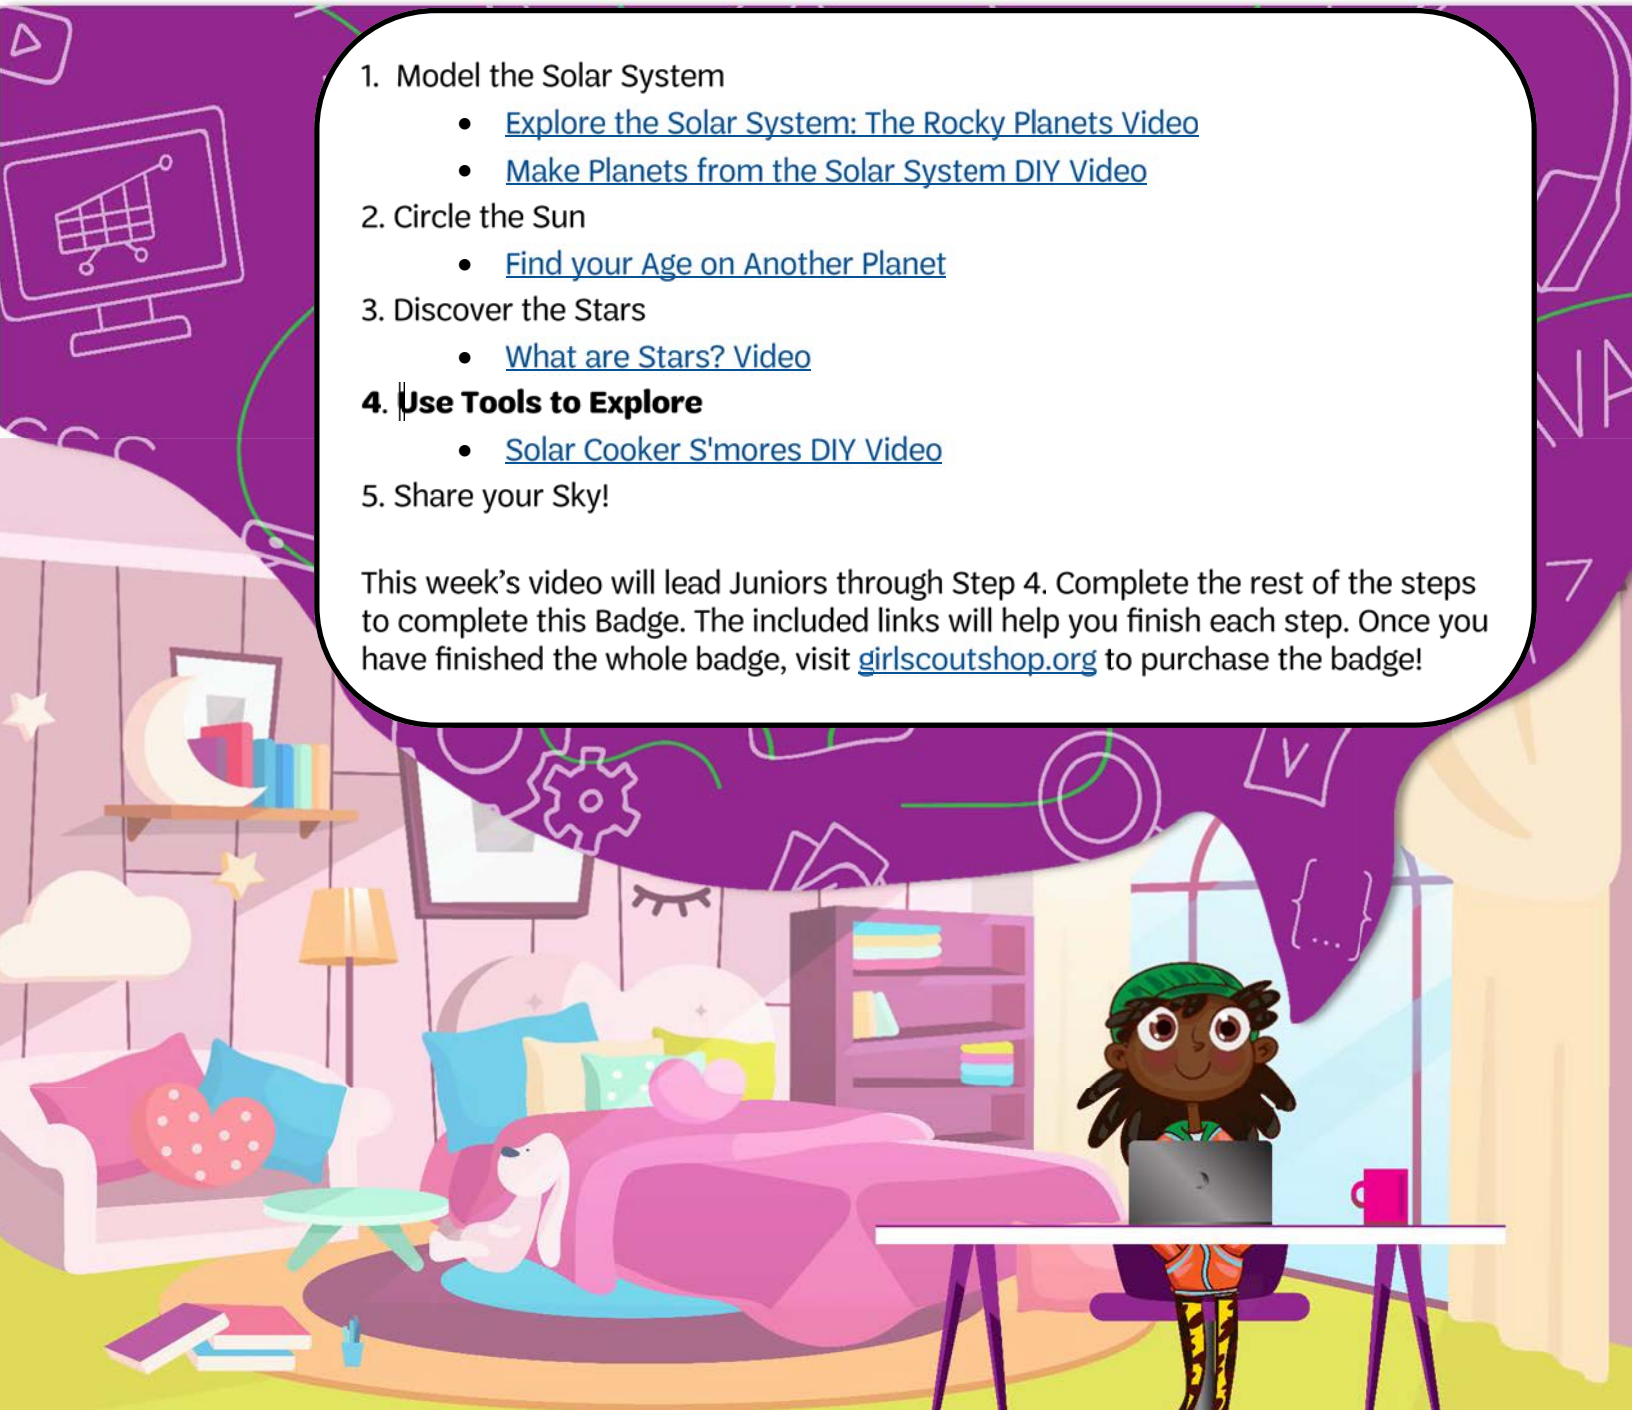 1. Model the Solar System
• Explore the Solar System: The Rocky Planets Video
• Make Planets from the Solar System DIY Video
2. Circle the Sun
• Find your Age on Another Planet
3. Discover the Stars
• What are Stars? Video
4. Use Tools to Explore
• Solar Cooker S'mores DIY Video
5. Share your Sky!
This week’s video will lead Juniors through Step 4. Complete the rest of the steps
to complete this Badge. The included links will help you finish each step. Once you
have finished the whole badge, visit girlscoutshop.org to purchase the badge!
{...}